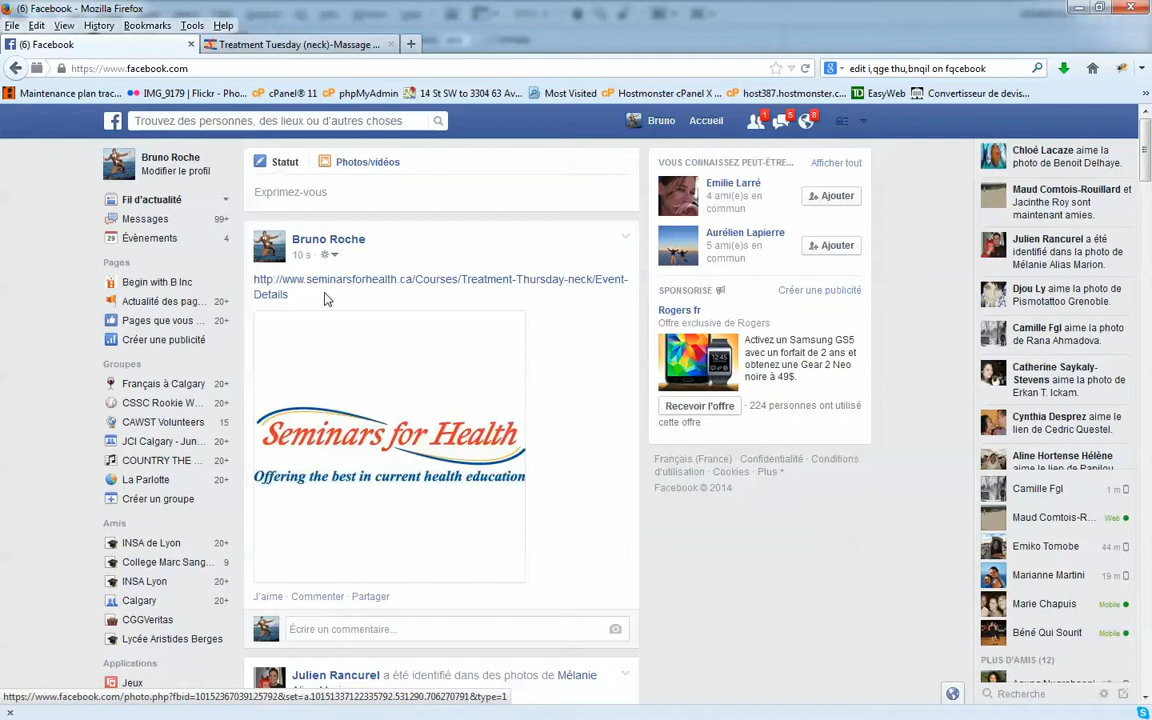 (6) Facebook - Mozilla Firefox
File Edit View History Bookmarks Tools Help
(6) Facebook
Treatment Tuesday (neck)-Massage ...
https://www.facebook.com
edit i,qge thu,bnqil on fqcebook
Maintenance plan trac...
IMG_9179 | Flickr - Pho...
cPanel® 11
phpMyAdmin
14 St SW to 3304 63 Av...
Most Visited
Hostmonster cPanel X ...
host387.hostmonster.c...
EasyWeb
Convertisseur de devis...
Trouvez des personnes, des lieux ou d'autres choses
Bruno
Accueil
1
5
8
Bruno Roche
Modifier le profil
Fil d'actualité
Messages 99+
29 Évènements 4
Pages
Begin with B Inc
Actualité des pag... 20+
Pages que vous ... 20+
Créer une publicité
Groupes
Français à Calgary 20+
CSSC Rookie W... 20+
CAWST Volunteers 15
JCI Calgary - Jun... 20+
COUNTRY THE ... 20+
La Parlotte 20+
Créer un groupe
Amis
INSA de Lyon 20+
College Marc Sang... 9
INSA Lyon 20+
Calgary 20+
CGGVeritas
Lycée Aristides Berges
Applications
Jeux
Statut
Photos/vidéos
Exprimez-vous
Bruno Roche
10 s
http://www.seminarsforhealth.ca/Courses/Treatment-Thursday-neck/Event-
Details
Seminars for Health
Offering the best in current health education
J'aime · Commenter · Partager
Écrire un commentaire...
Julien Rancurel a été identifié dans des photos de Mélanie
VOUS CONNAISSEZ PEUT-ÊTRE...
Afficher tout
Emilie Larré
4 ami(e)s en
commun
Ajouter
Aurélien Lapierre
5 ami(e)s en
commun
Ajouter
SPONSORISÉ
Créer une publicité
Rogers fr
Offre exclusive de Rogers
Activez un Samsung GS5
avec un forfait de 2 ans et
obtenez une Gear 2 Neo
noire à 49$.
Recevoir l'offre
· 224 personnes ont utilisé
cette offre
Français (France) · Confidentialité · Conditions
d'utilisation · Cookies · Plus
Facebook © 2014
Chloé Lacaze aime la
photo de Benoit Delhaye.
Maud Comtois-Rouillard et
Jacinthe Roy sont
maintenant amies.
Julien Rancurel a été
identifié dans la photo de
Mélanie Alias Marion.
Djou Ly aime la photo de
Pismotattoo Grenoble.
Camille Fgl aime la photo
de Rana Ahmadova.
Catherine Saykaly-
Stevens aime la photo de
Erkan T. Ickam.
Cynthia Desprez aime le
lien de Cedric Questel.
Aline Hortense Hélène
aime le lien de Papilou
Camille Fgl 1 m
Maud Comtois-R... Web
Emiko Tomobe 44 m
Marianne Martini 19 m
Marie Chapuis Mobile
Béné Qui Sourit Mobile
PLUS D'AMIS (12)
Recherche
https://www.facebook.com/photo.php?fbid=10152367039125792&set=a.10151337122335792.531290.706270791&type=1